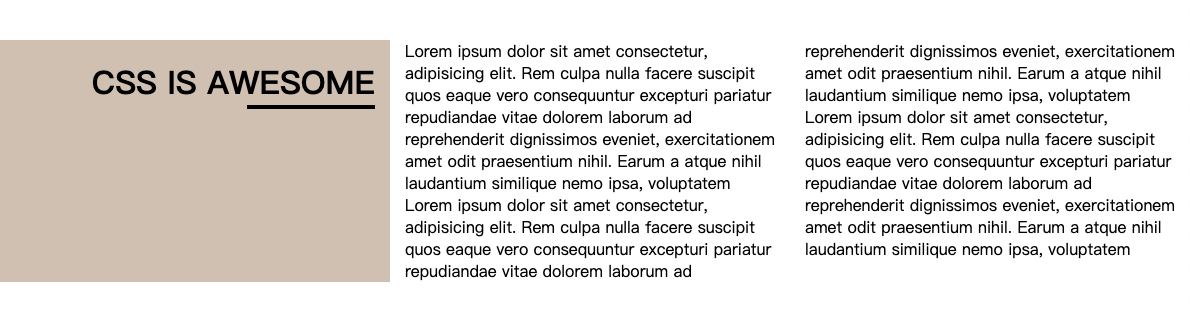 CSS IS AWESOME
Lorem ipsum dolor sit amet consectetur,
adipisicing elit. Rem culpa nulla facere suscipit
quos eaque vero consequuntur excepturi pariatur
repudiandae vitae dolorem laborum ad
reprehenderit dignissimos eveniet, exercitationem
amet odit praesentium nihil. Earum a atque nihil
laudantium similique nemo ipsa, voluptatem
Lorem ipsum dolor sit amet consectetur,
adipisicing elit. Rem culpa nulla facere suscipit
quos eaque vero consequuntur excepturi pariatur
repudiandae vitae dolorem laborum ad
reprehenderit dignissimos eveniet, exercitationem
amet odit praesentium nihil. Earum a atque nihil
laudantium similique nemo ipsa, voluptatem
Lorem ipsum dolor sit amet consectetur,
adipisicing elit. Rem culpa nulla facere suscipit
quos eaque vero consequuntur excepturi pariatur
repudiandae vitae dolorem laborum ad
reprehenderit dignissimos eveniet, exercitationem
amet odit praesentium nihil. Earum a atque nihil
laudantium similique nemo ipsa, voluptatem